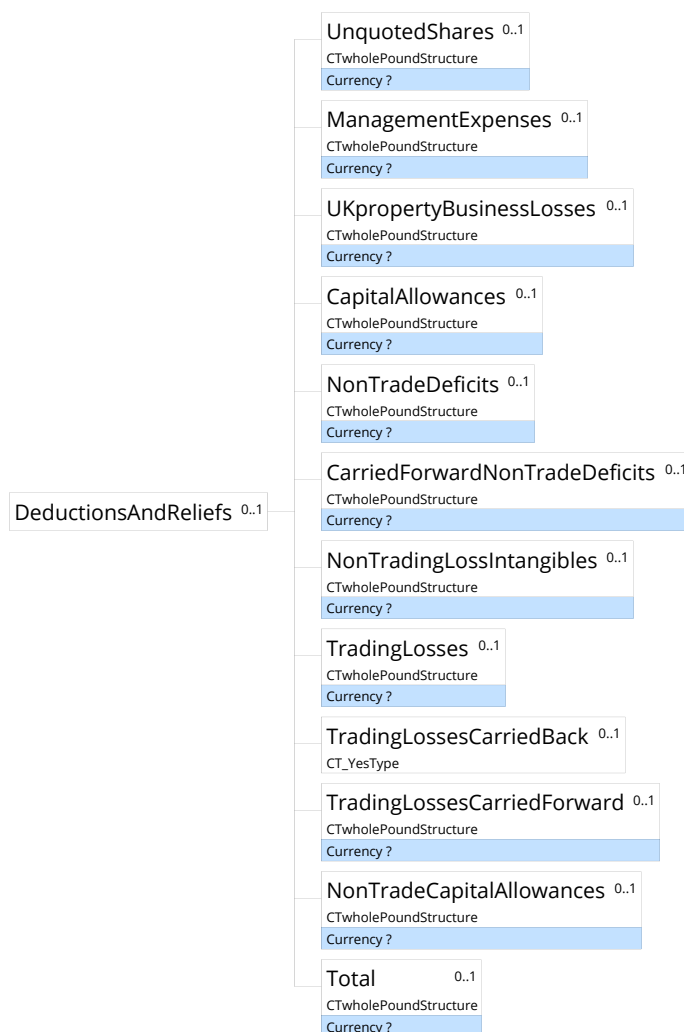 UnquotedShares 0..1
CTwholePoundStructure
Currency ?
ManagementExpenses 0..1
CTwholePoundStructure
Currency ?
UKpropertyBusinessLosses 0..1
CTwholePoundStructure
Currency ?
CapitalAllowances 0..1
CTwholePoundStructure
Currency ?
NonTradeDeficits 0..1
CTwholePoundStructure
Currency ?
CarriedForwardNonTradeDeficits 0..1
CTwholePoundStructure
Currency ?
DeductionsAndReliefs 0..1
NonTradingLossIntangibles 0..1
CTwholePoundStructure
Currency ?
TradingLosses 0..1
CTwholePoundStructure
Currency ?
TradingLossesCarriedBack 0..1
CT_YesType
TradingLossesCarriedForward 0..1
CTwholePoundStructure
Currency ?
NonTradeCapitalAllowances 0..1
CTwholePoundStructure
Currency ?
Total 0..1
CTwholePoundStructure
Currency ?